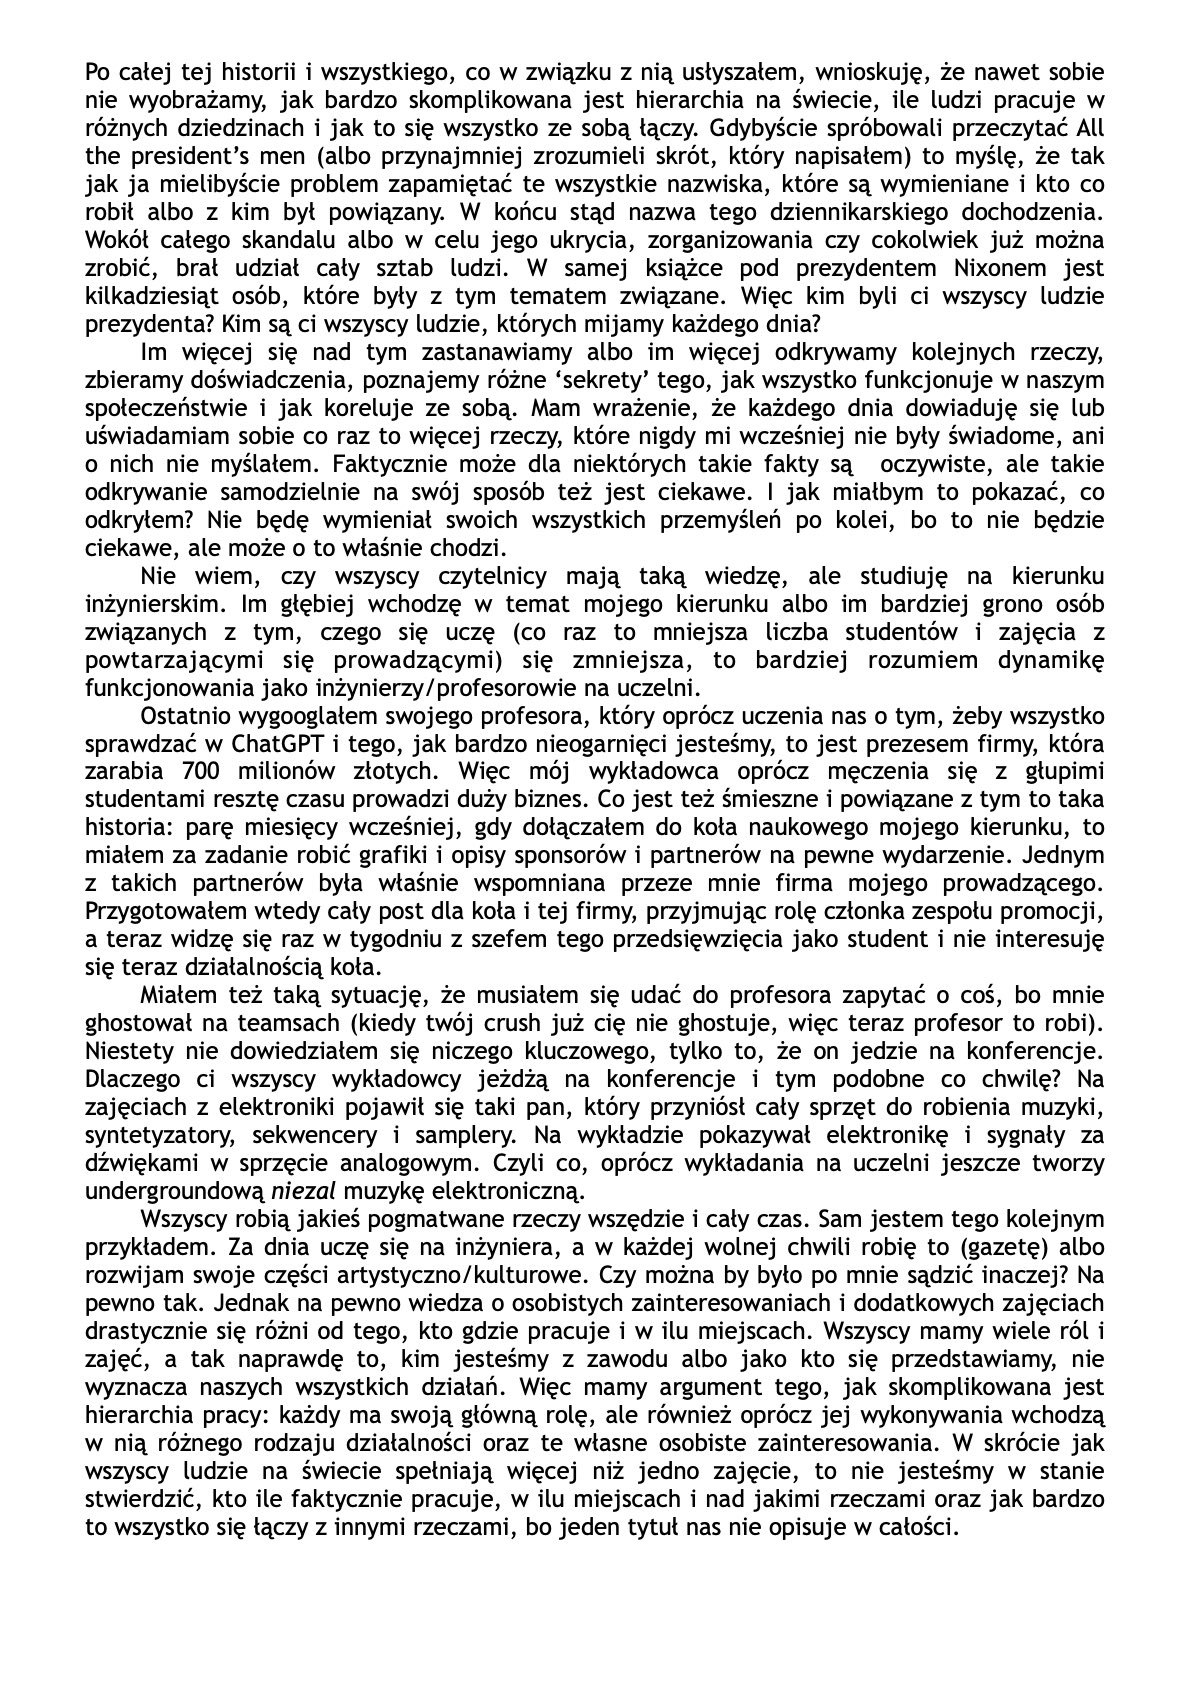 Po całej tej historii i wszystkiego, co w związku z nią usłyszałem, wnioskuję, że nawet sobie
nie wyobrażamy, jak bardzo skomplikowana jest hierarchia na świecie, ile ludzi pracuje w
różnych dziedzinach i jak to się wszystko ze sobą łączy. Gdybyście spróbowali przeczytać All
the president’s men (albo przynajmniej zrozumieli skrót, który napisałem) to myślę, że tak
jak ja mielibyście problem zapamiętać te wszystkie nazwiska, które są wymieniane i kto co
robił albo z kim był powiązany. W końcu stąd nazwa tego dziennikarskiego dochodzenia.
Wokół całego skandalu albo w celu jego ukrycia, zorganizowania czy cokolwiek już można
zrobić, brał udział cały sztab ludzi. W samej książce pod prezydentem Nixonem jest
kilkadziesiąt osób, które były z tym tematem związane. Więc kim byli ci wszyscy ludzie
prezydenta? Kim są ci wszyscy ludzie, których mijamy każdego dnia?
Im więcej się nad tym zastanawiamy albo im więcej odkrywamy kolejnych rzeczy,
zbieramy doświadczenia, poznajemy różne ‘sekrety’ tego, jak wszystko funkcjonuje w naszym
społeczeństwie i jak koreluje ze sobą. Mam wrażenie, że każdego dnia dowiaduję się lub
uświadamiam sobie co raz to więcej rzeczy, które nigdy mi wcześniej nie były świadome, ani
o nich nie myślałem. Faktycznie może dla niektórych takie fakty są  oczywiste, ale takie
odkrywanie samodzielnie na swój sposób też jest ciekawe. I jak miałbym to pokazać, co
odkryłem? Nie będę wymieniał swoich wszystkich przemyśleń po kolei, bo to nie będzie
ciekawe, ale może o to właśnie chodzi.
Nie wiem, czy wszyscy czytelnicy mają taką wiedzę, ale studiuję na kierunku
inżynierskim. Im głębiej wchodzę w temat mojego kierunku albo im bardziej grono osób
związanych z tym, czego się uczę (co raz to mniejsza liczba studentów i zajęcia z
powtarzającymi się prowadzącymi) się zmniejsza, to bardziej rozumiem dynamikę
funkcjonowania jako inżynierzy/profesorowie na uczelni.
Ostatnio wygooglałem swojego profesora, który oprócz uczenia nas o tym, żeby wszystko
sprawdzać w ChatGPT i tego, jak bardzo nieogarnięci jesteśmy, to jest prezesem firmy, która
zarabia 700 milionów złotych. Więc mój wykładowca oprócz męczenia się z głupimi
studentami resztę czasu prowadzi duży biznes. Co jest też śmieszne i powiązane z tym to taka
historia: parę miesięcy wcześniej, gdy dołączałem do koła naukowego mojego kierunku, to
miałem za zadanie robić grafiki i opisy sponsorów i partnerów na pewne wydarzenie. Jednym
z takich partnerów była właśnie wspomniana przeze mnie firma mojego prowadzącego.
Przygotowałem wtedy cały post dla koła i tej firmy, przyjmując rolę członka zespołu promocji,
a teraz widzę się raz w tygodniu z szefem tego przedsięwzięcia jako student i nie interesuję
się teraz działalnością koła.
Miałem też taką sytuację, że musiałem się udać do profesora zapytać o coś, bo mnie
ghostował na teamsach (kiedy twój crush już cię nie ghostuje, więc teraz profesor to robi).
Niestety nie dowiedziałem się niczego kluczowego, tylko to, że on jedzie na konferencje.
Dlaczego ci wszyscy wykładowcy jeżdżą na konferencje i tym podobne co chwilę? Na
zajęciach z elektroniki pojawił się taki pan, który przyniósł cały sprzęt do robienia muzyki,
syntetyzatory, sekwencery i samplery. Na wykładzie pokazywał elektronikę i sygnały za
dźwiękami w sprzęcie analogowym. Czyli co, oprócz wykładania na uczelni jeszcze tworzy
undergroundową niezal muzykę elektroniczną.
Wszyscy robią jakieś pogmatwane rzeczy wszędzie i cały czas. Sam jestem tego kolejnym
przykładem. Za dnia uczę się na inżyniera, a w każdej wolnej chwili robię to (gazetę) albo
rozwijam swoje części artystyczno/kulturowe. Czy można by było po mnie sądzić inaczej? Na
pewno tak. Jednak na pewno wiedza o osobistych zainteresowaniach i dodatkowych zajęciach
drastycznie się różni od tego, kto gdzie pracuje i w ilu miejscach. Wszyscy mamy wiele ról i
zajęć, a tak naprawdę to, kim jesteśmy z zawodu albo jako kto się przedstawiamy, nie
wyznacza naszych wszystkich działań. Więc mamy argument tego, jak skomplikowana jest
hierarchia pracy: każdy ma swoją główną rolę, ale również oprócz jej wykonywania wchodzą
w nią różnego rodzaju działalności oraz te własne osobiste zainteresowania. W skrócie jak
wszyscy ludzie na świecie spełniają więcej niż jedno zajęcie, to nie jesteśmy w stanie
stwierdzić, kto ile faktycznie pracuje, w ilu miejscach i nad jakimi rzeczami oraz jak bardzo
to wszystko się łączy z innymi rzeczami, bo jeden tytuł nas nie opisuje w całości.